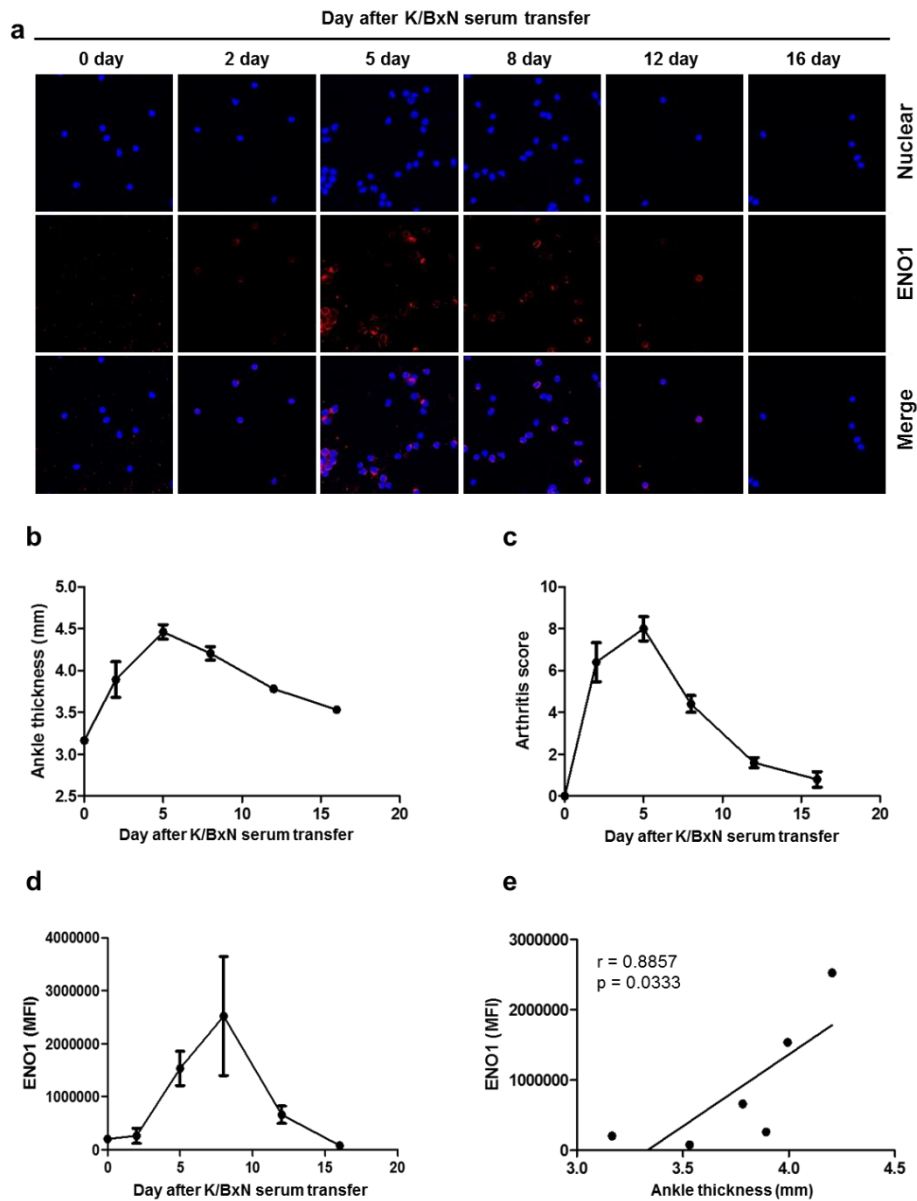 Day after K/BxN serum transfer
a
0 day 2 day 5 day 8 day 12 day 16 day
Nuclear
ENO1
Merge
b
5.0
4.5
4.0
3.5
3.0
2.5
Ankle thickness (mm)
0 5 10 15 20
Day after K/BxN serum transfer
c
10
8
6
4
2
0
Arthritis score
0 5 10 15 20
Day after K/BxN serum transfer
d
4000000
3000000
2000000
1000000
0
ENO1 (MFI)
0 5 10 15 20
Day after K/BxN serum transfer
e
3000000
2000000
1000000
0
ENO1 (MFI)
r = 0.8857
p = 0.0333
3.0 3.5 4.0 4.5
Ankle thickness (mm)